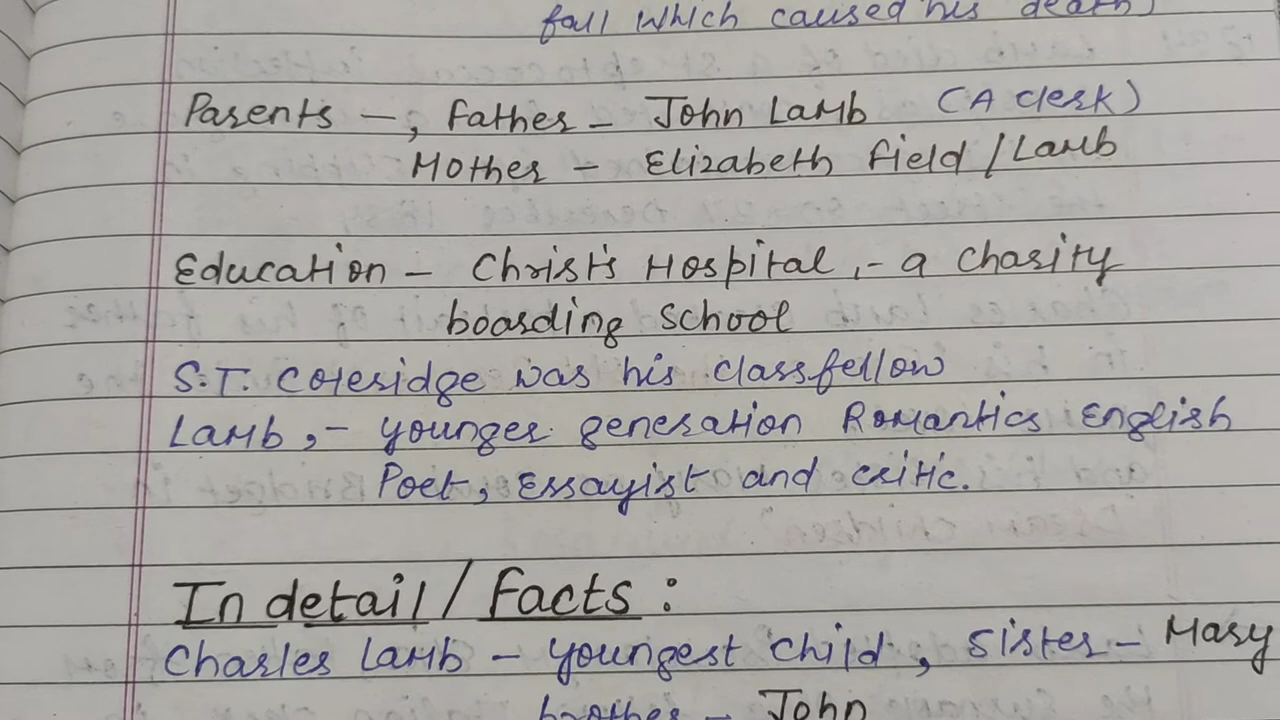 fall which caused his death)
Parents -, Father - John Lamb (A clerk)
Mother - Elizabeth Field / Lamb
Education - Christ's Hospital, - a charity
boarding school
S.T. Coleridge was his classfellow
Lamb, - younger generation Romantics English
Poet, Essayist and critic.
In detail / Facts :
Charles Lamb - youngest child, sister - Mary
brother - John